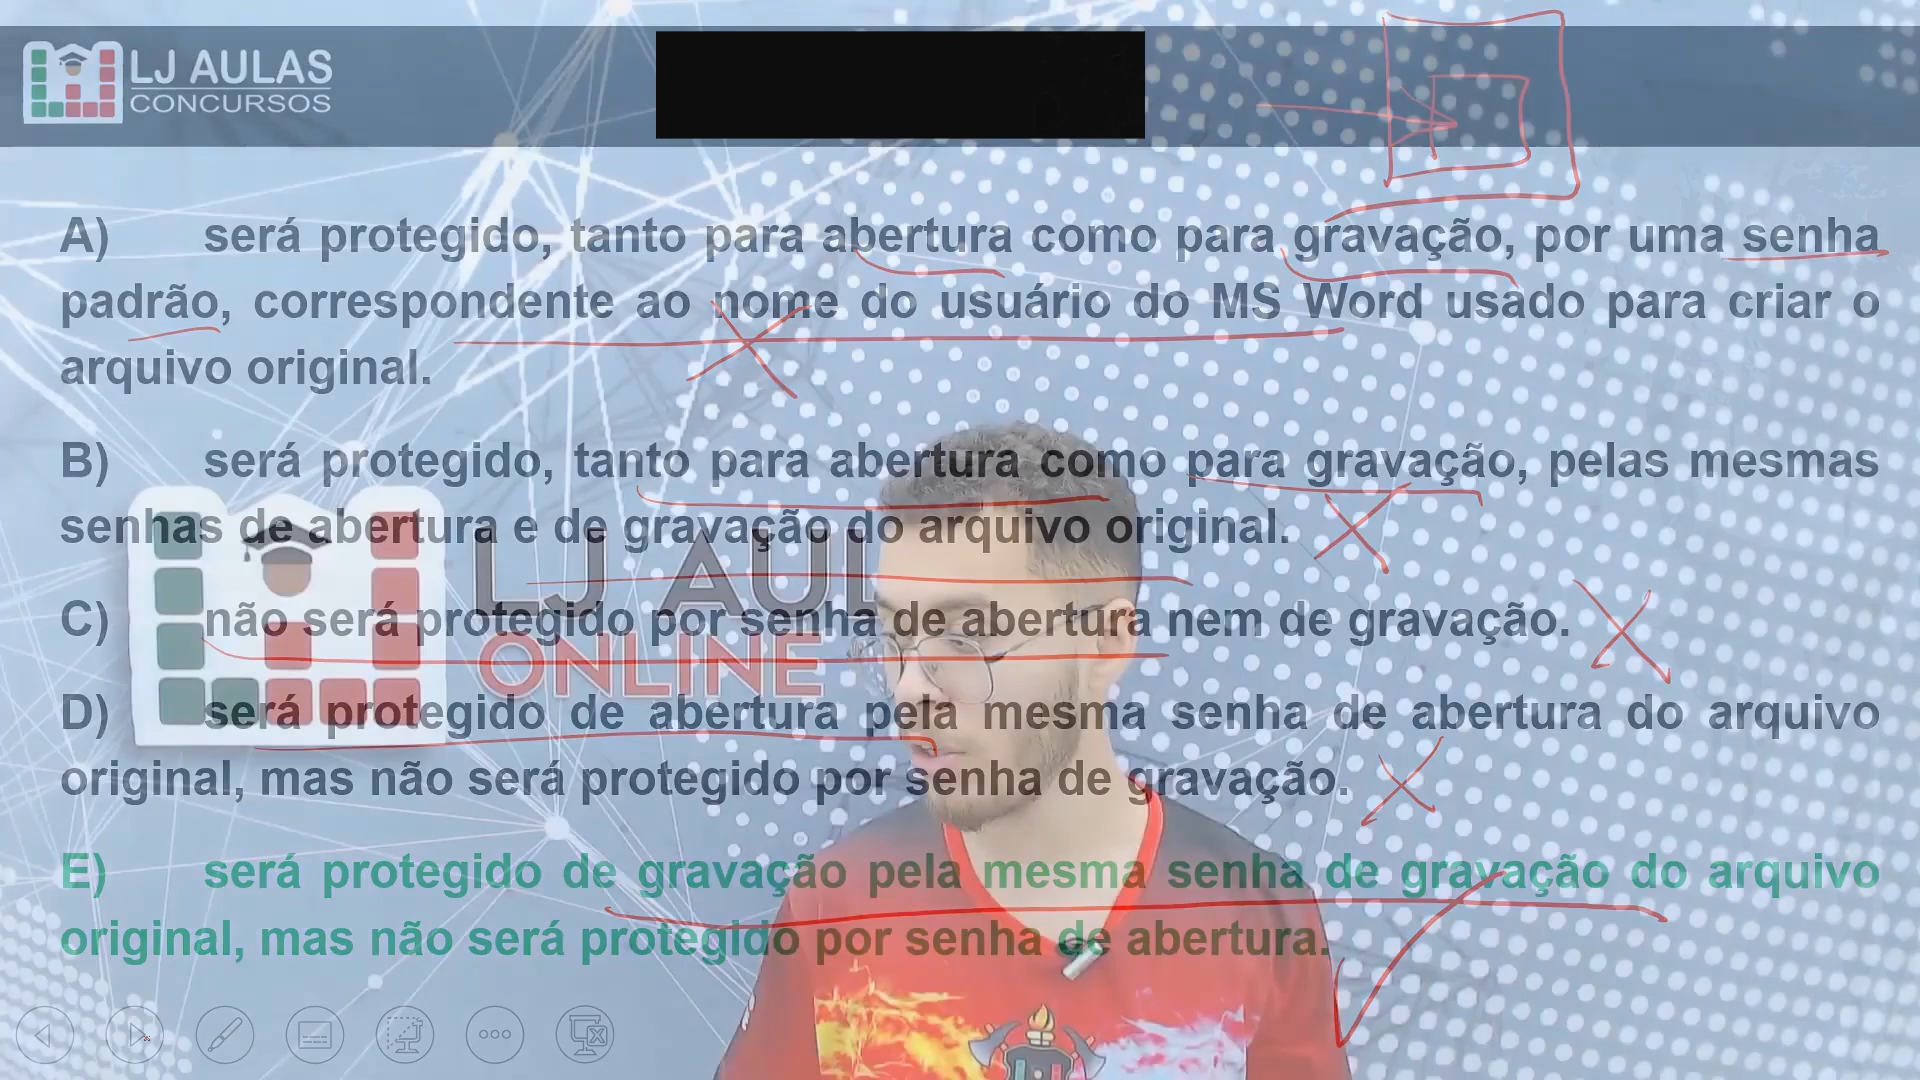 LJ AULAS
CONCURSOS
A) será protegido, tanto para abertura como para gravação, por uma senha
padrão, correspondente ao nome do usuário do MS Word usado para criar o
arquivo original.
B) será protegido, tanto para abertura como para gravação, pelas mesmas
senhas de abertura e de gravação do arquivo original.
LJ AUL
C) não será protegido por senha de abertura nem de gravação.
ONLINE
D) será protegido de abertura pela mesma senha de abertura do arquivo
original, mas não será protegido por senha de gravação.
E) será protegido de gravação pela mesma senha de gravação do arquivo
original, mas não será protegido por senha de abertura.